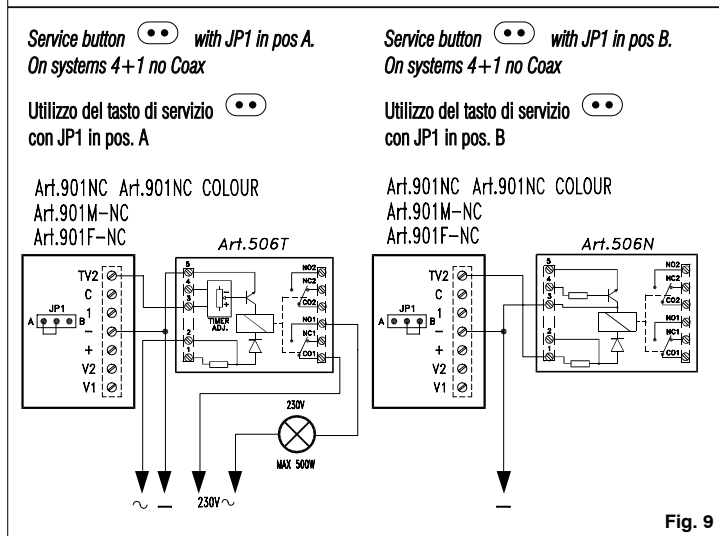 Service button with JP1 in pos A.
On systems 4+1 no Coax
Utilizzo del tasto di servizio
con JP1 in pos. A
Art.901NC Art.901NC COLOUR
Art.901M-NC
Art.901F-NC
Art.506T
TV2
C
1
–
+
V2
V1
JP1
A
B
5
4
3
2
1
–
+
TIMER
ADJ.
NO2
NC2
CO2
NO1
NC1
CO1
230V
MAX 500W
~
–
230V~
Service button with JP1 in pos B.
On systems 4+1 no Coax
Utilizzo del tasto di servizio
con JP1 in pos. B
Art.901NC Art.901NC COLOUR
Art.901M-NC
Art.901F-NC
Art.506N
TV2
C
1
–
+
V2
V1
JP1
A
B
5
4
3
2
1
NO2
NC2
CO2
NO1
NC1
CO1
–
Fig. 9